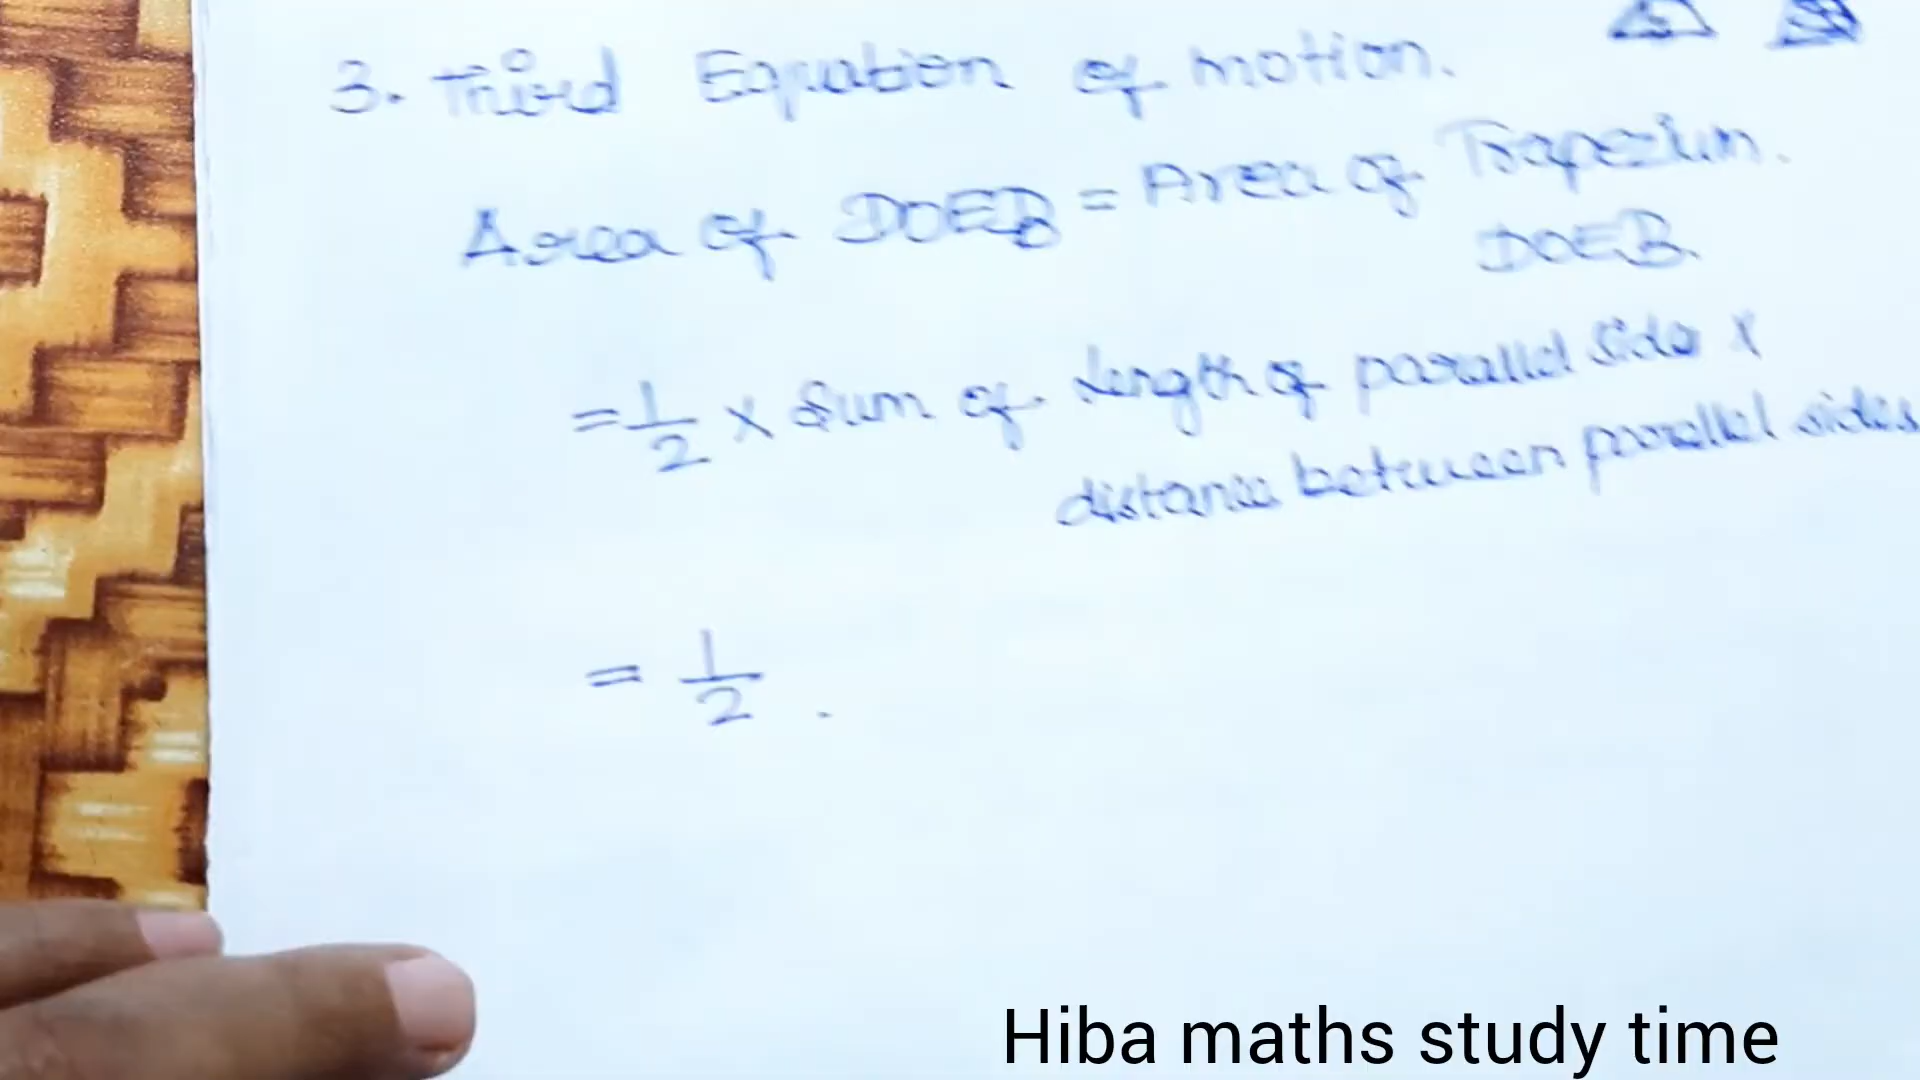 3. Third Equation of motion.
Area of DOEB = Area of Trapezium.
DOEB.
= 1/2 x Sum of Length of parallel side x
distance between parallel sides
= 1/2 .
Hiba maths study time